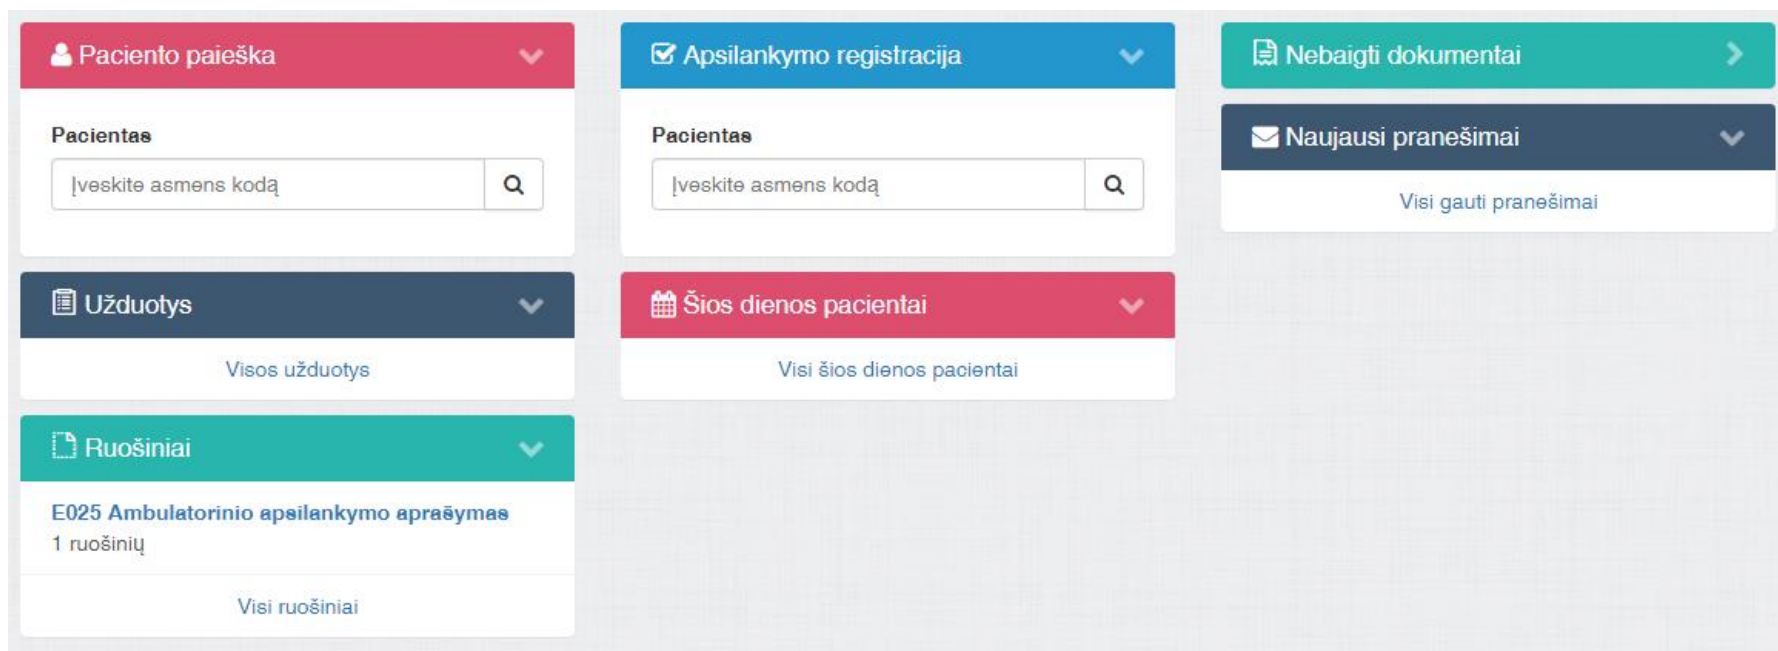 Paciento paieška
Pacientas
Įveskite asmens kodą
Užduotys
Visos užduotys
Ruošiniai
E025 Ambulatorinio apsilankymo aprašymas
1 ruošinių
Visi ruošiniai
Apsilankymo registracija
Pacientas
Įveskite asmens kodą
Šios dienos pacientai
Visi šios dienos pacientai
Nebaigti dokumentai
Naujausi pranešimai
Visi gauti pranešimai